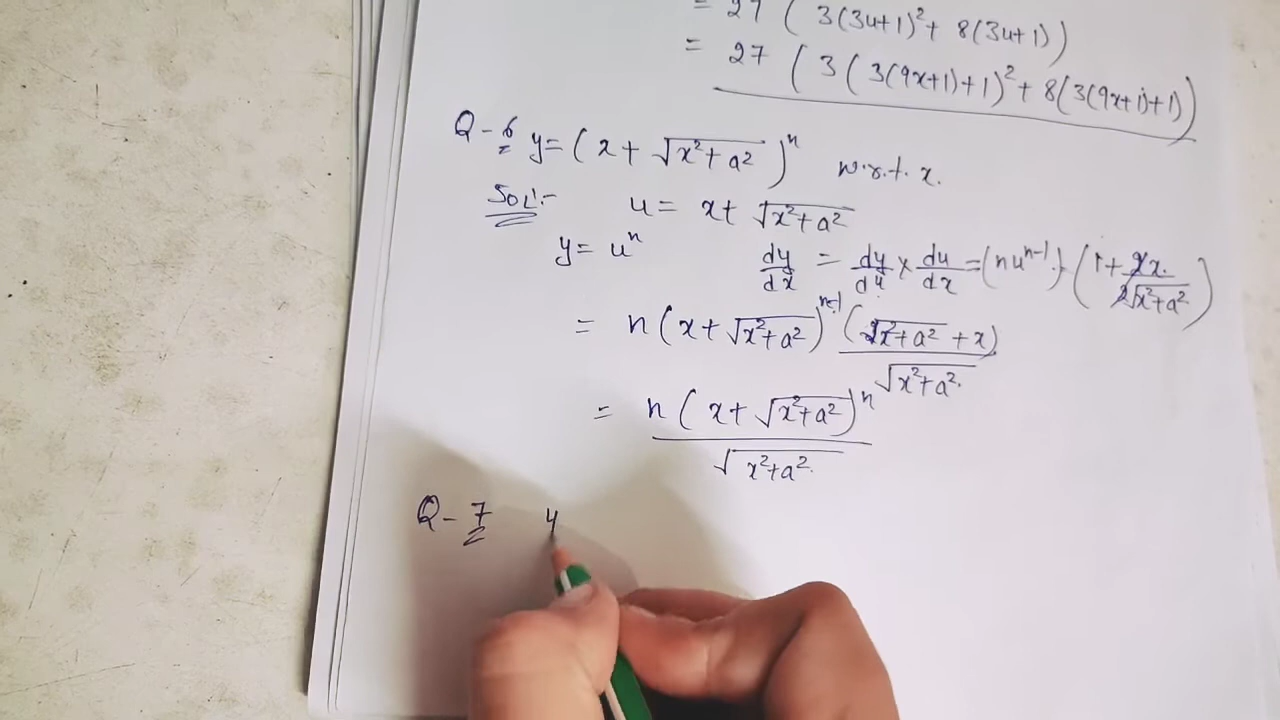 = 27 ( 3(3u+1)² + 8(3u+1) )
= 27 ( 3 ( 3(9x+1)+1 )² + 8(3(9x+1)+1)
Q-6 y = ( x + √x²+a² )ⁿ w.r.t. x.
SOL':- u = x + √x²+a²
y = uⁿ dy/dx = dy/du × du/dx = (n uⁿ⁻¹) · ( 1 + 2x/2√x²+a² )
= n ( x + √x²+a² )ⁿ⁻¹ ( √x²+a² + x ) / √x²+a²
= n ( x + √x²+a² )ⁿ / √x²+a²
Q-7 y